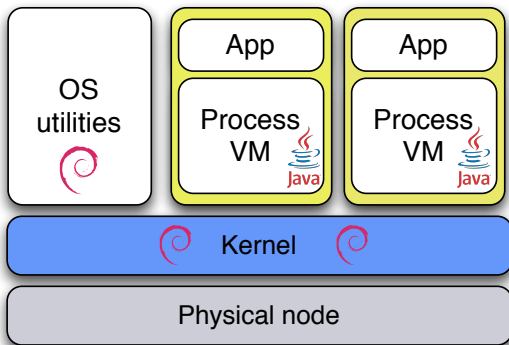 OS
utilities
App
Process
VM
Java
App
Process
VM
Java
Kernel
Physical node